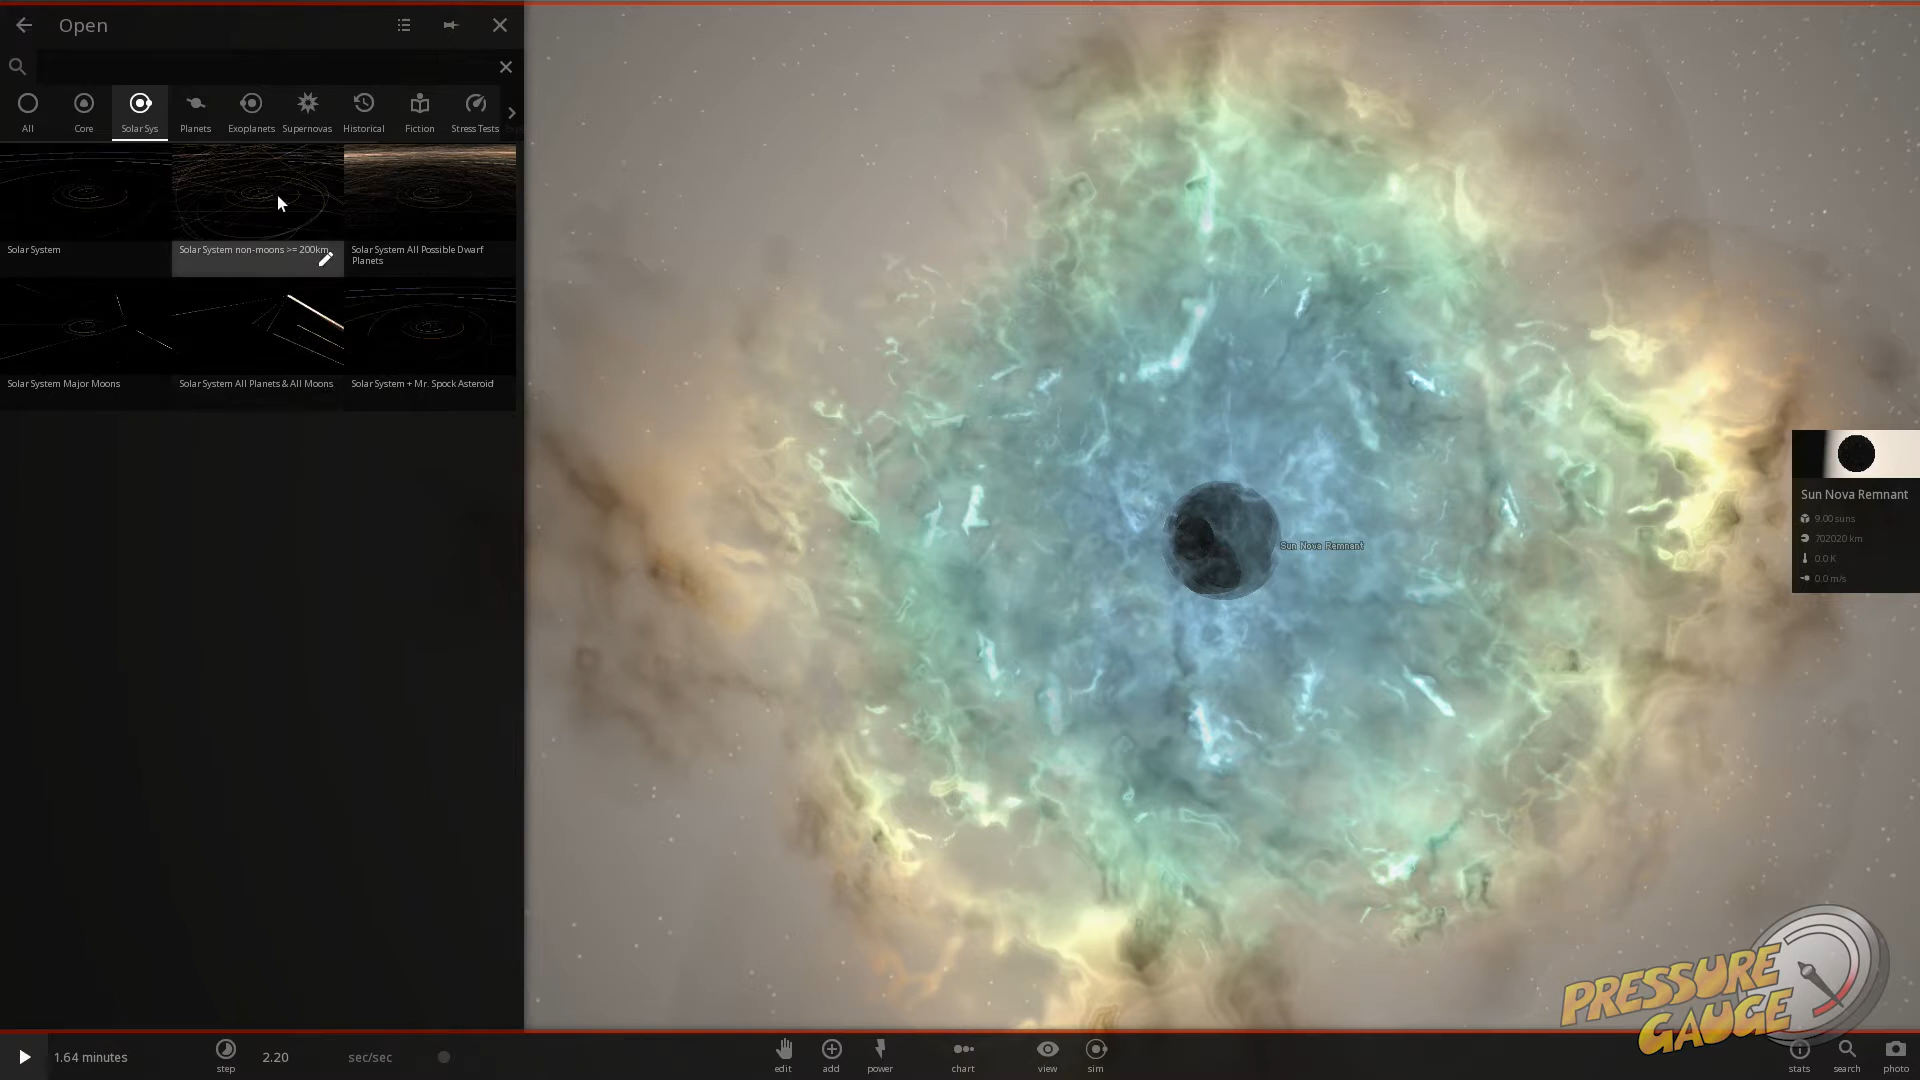 Open
All
Core
Solar Sys
Planets
Exoplanets
Supernovas
Historical
Fiction
Stress Tests
Solar System
Solar System non-moons >= 200km
Solar System All Possible Dwarf
Planets
Solar System Major Moons
Solar System All Planets & All Moons
Solar System + Mr. Spock Asteroid
Sun Nova Remnant
Sun Nova Remnant
9.00 suns
702020 km
0.0 K
0.0 m/s
PRESSURE
GAUGE
1.64 minutes
step
2.20
sec/sec
edit
add
power
chart
view
sim
stats
search
photo